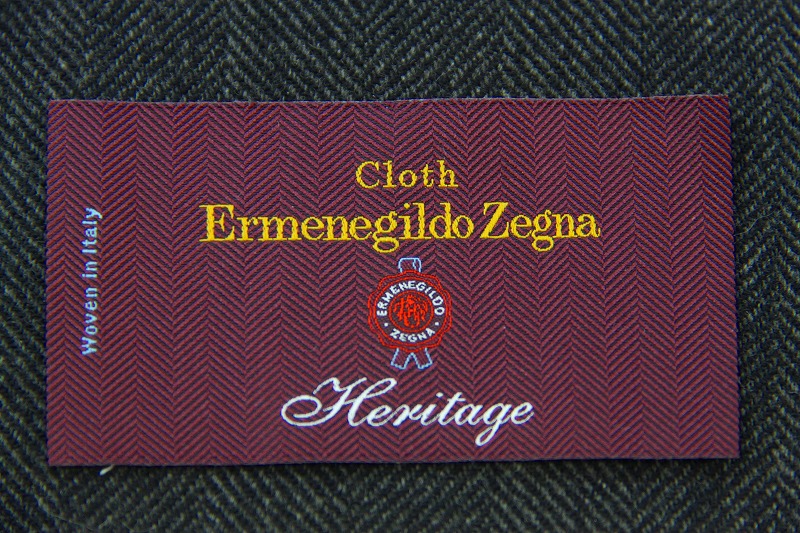 Cloth
Ermenegildo Zegna
ERMENEGILDO
· ZEGNA ·
Heritage
Woven in Italy